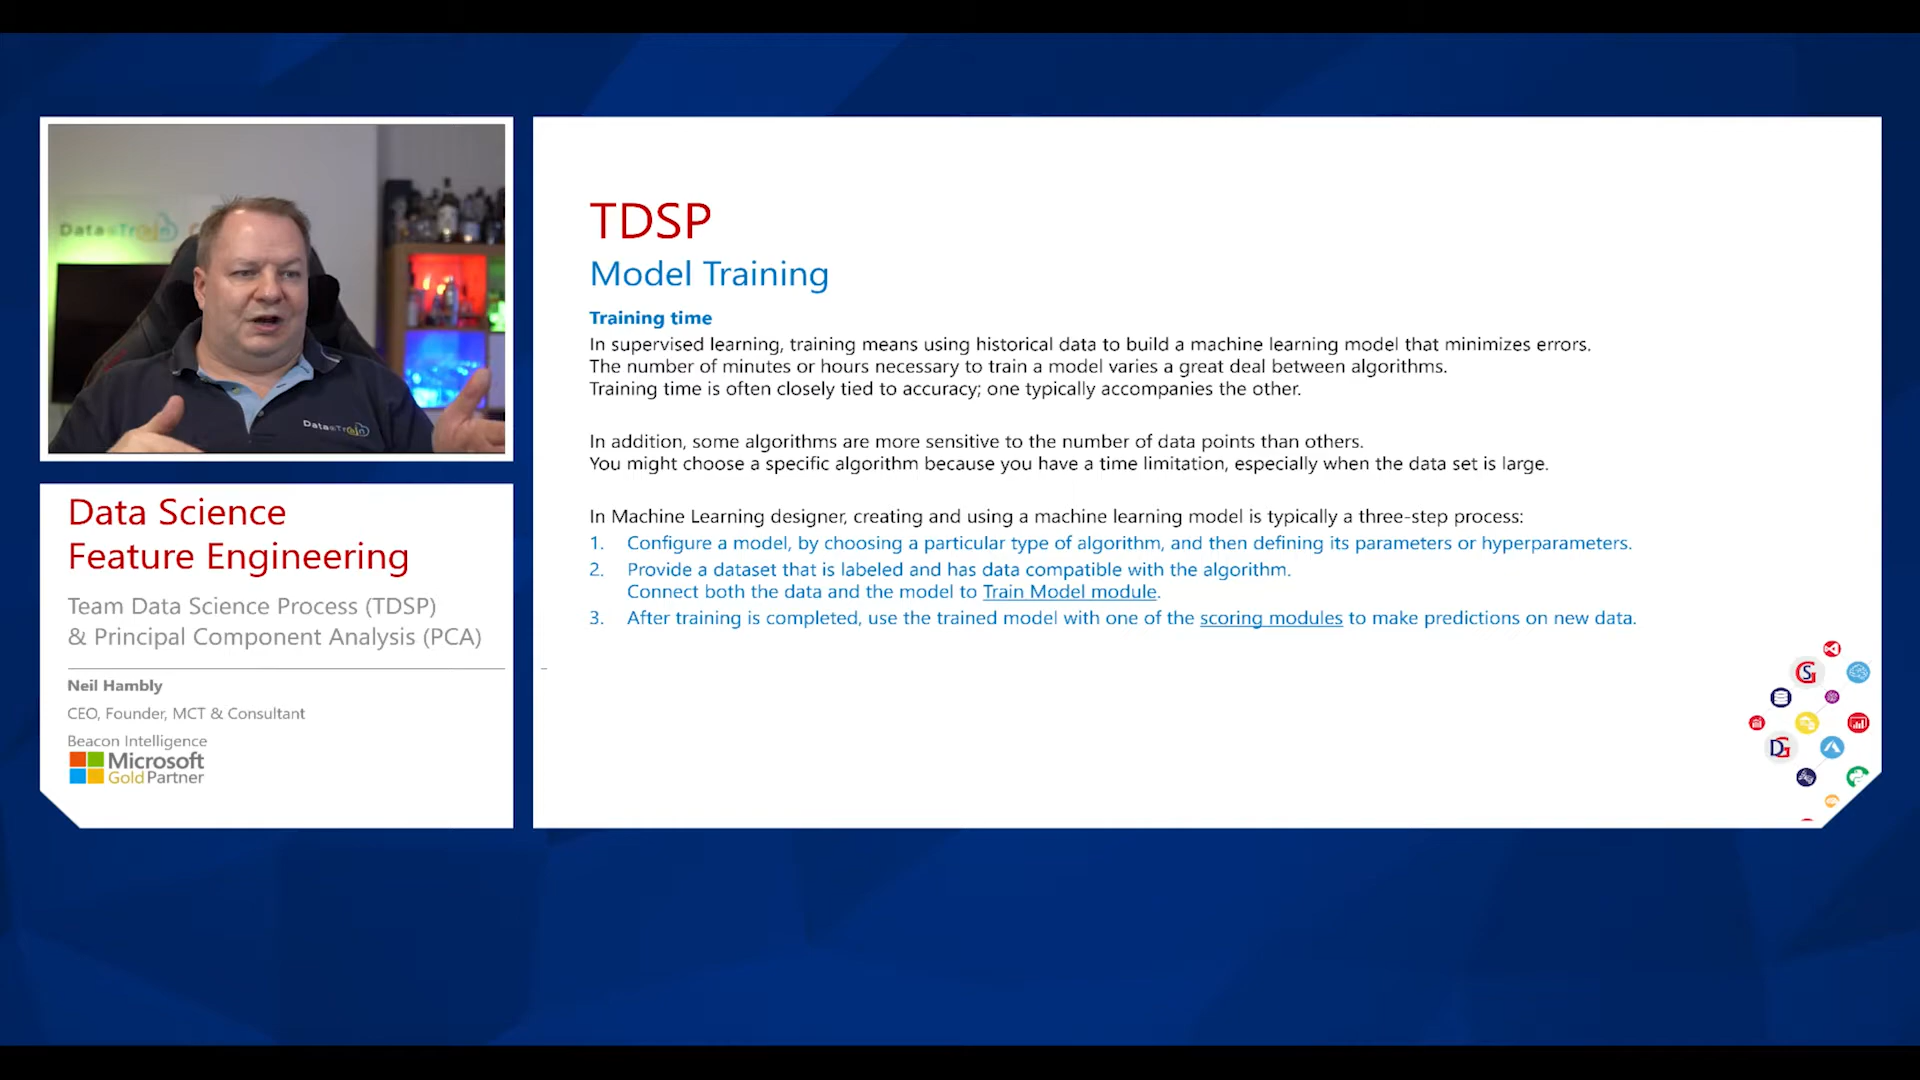 Data Train
Data Train
Data Science
Feature Engineering
Team Data Science Process (TDSP)
& Principal Component Analysis (PCA)
Neil Hambly
CEO, Founder, MCT & Consultant
Beacon Intelligence
Microsoft
Gold Partner
TDSP
Model Training
Training time
In supervised learning, training means using historical data to build a machine learning model that minimizes errors.
The number of minutes or hours necessary to train a model varies a great deal between algorithms.
Training time is often closely tied to accuracy; one typically accompanies the other.
In addition, some algorithms are more sensitive to the number of data points than others.
You might choose a specific algorithm because you have a time limitation, especially when the data set is large.
In Machine Learning designer, creating and using a machine learning model is typically a three-step process:
1. Configure a model, by choosing a particular type of algorithm, and then defining its parameters or hyperparameters.
2. Provide a dataset that is labeled and has data compatible with the algorithm.
Connect both the data and the model to Train Model module.
3. After training is completed, use the trained model with one of the scoring modules to make predictions on new data.